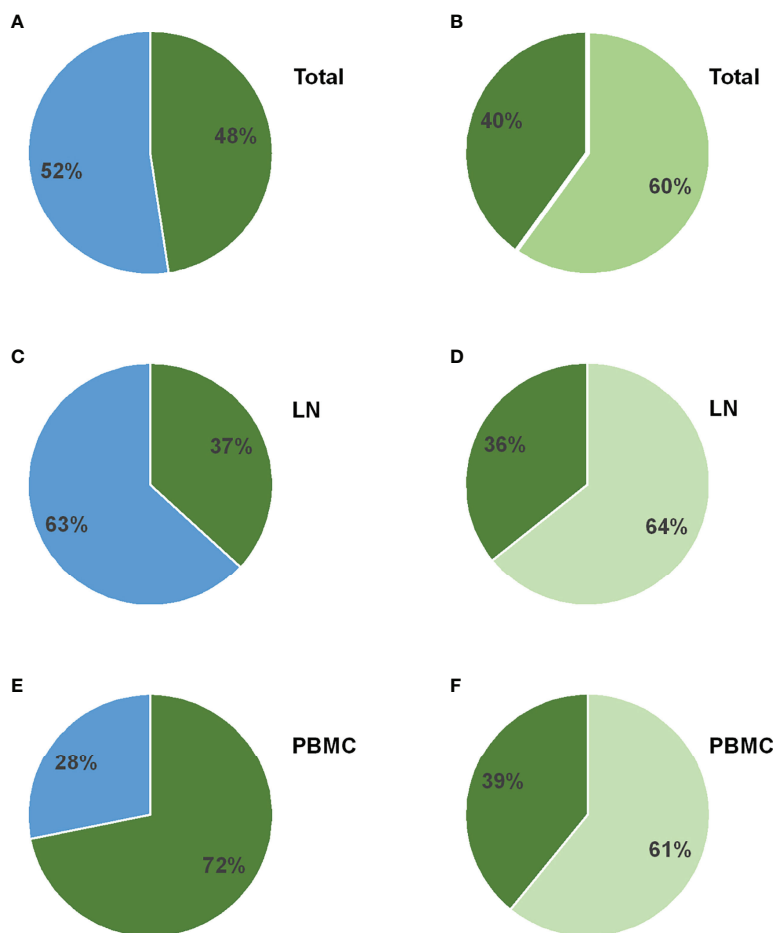 A
Total
48%
52%
B
Total
40%
60%
C
LN
37%
63%
D
LN
36%
64%
E
PBMC
28%
72%
F
PBMC
39%
61%